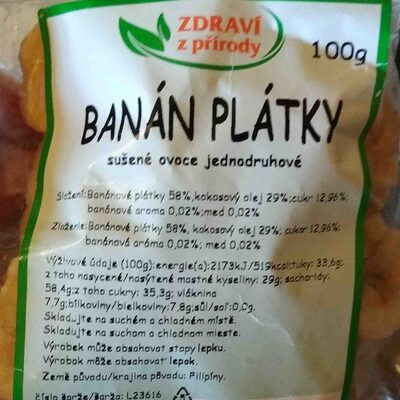 ZDRAVÍ
z přírody
100g
BANÁN PLÁTKY
sušené ovoce jednodruhové
Složení:Banánové plátky 58%,kokosový olej 29%;cukr 12,96%;
banánové aroma 0,02%;med 0,02%
Zloženie:Banánové plátky 58%, kokosový olej 29%; cukor 12,96%;
banánová aróma 0,02%;med 0,02%
Výživové údaje (100g):energie(a):2173kJ/519kcal;tuky: 33,6g;
z toho nasycené/nasýtené mastné kyseliny: 29g; sacharidy:
58,4g;z toho cukry: 35,3g; vláknina
7,7g;bílkoviny/bielkoviny:7,8g;sůl/soľ:0,0g.
Skladujte na suchém a chladném místě.
Skladujte na suchom a chladnom mieste.
Výrobek může obsahovat stopy lepku.
Výrobok môže obsahovať lepok.
Země původu/krajina pôvodu: Filipíny.
číslo šarže/šarža: L23616